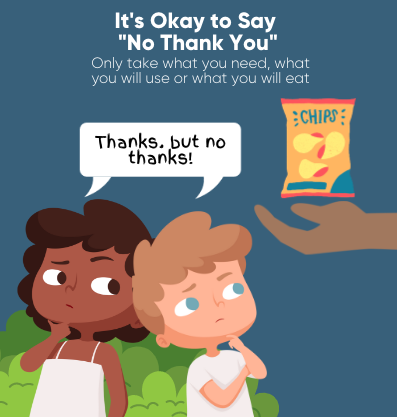 It's Okay to Say
"No Thank You"
Only take what you need, what
you will use or what you will eat
Thanks. but no
thanks!
CHIPS